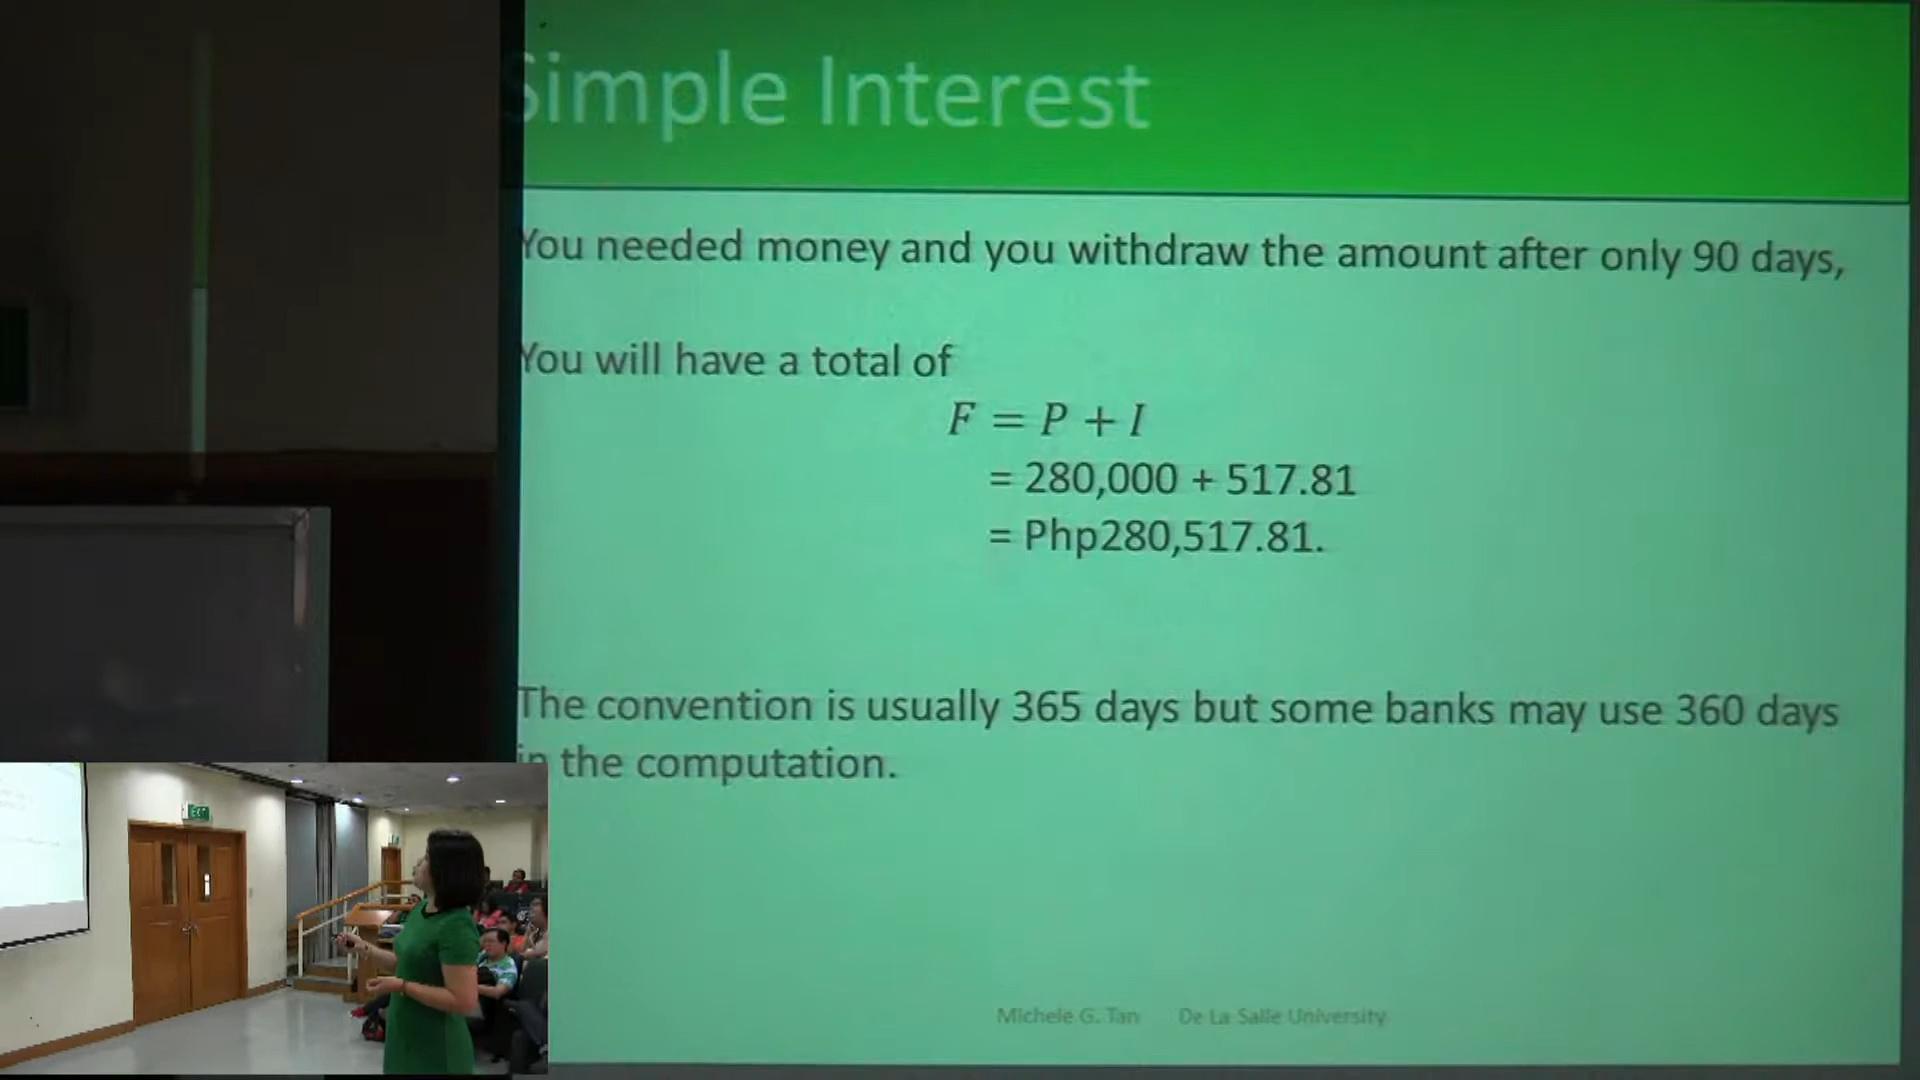 Simple Interest
You needed money and you withdraw the amount after only 90 days,
You will have a total of
F = P + I
= 280,000 + 517.81
= Php280,517.81.
The convention is usually 365 days but some banks may use 360 days
in the computation.
EXIT
Michele G. Tan De La Salle University